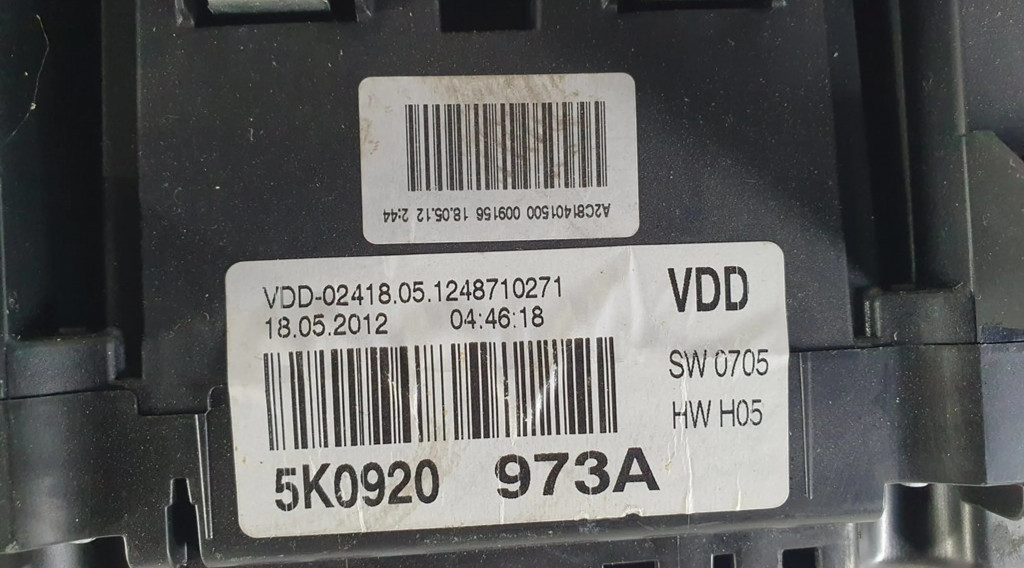 A2C81401500 009156 18.05.12 2:44
VDD-02418.05.1248710271
18.05.2012 04:46:18
VDD
SW 0705
HW H05
5K0920 973A